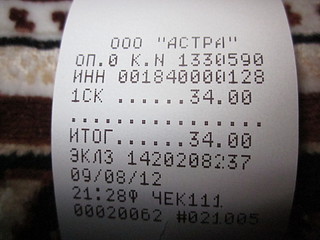 ООО "АСТРА"
ОП.0 К.N 1330590
ИНН 001840000128
1СК ......34.00
...............
ИТОГ......34.00
ЭКЛЗ 1420208237
09/08/12
21:28Ф ЧЕК111
00020062 #021005